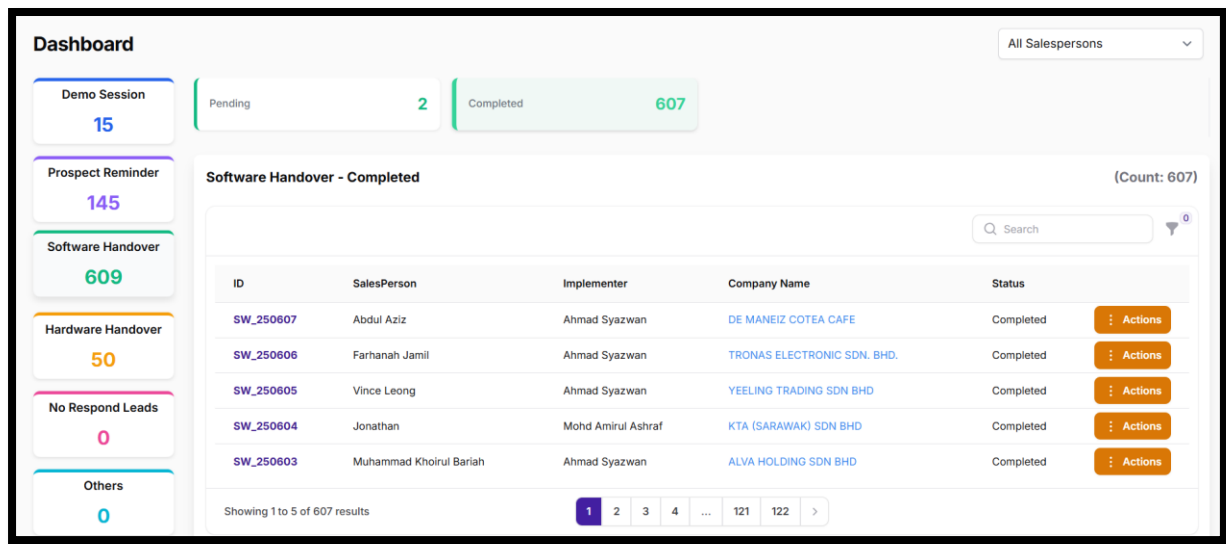 Dashboard
All Salespersons
Demo Session
15
Pending 2
Completed 607
Prospect Reminder
145
Software Handover
609
Hardware Handover
50
No Respond Leads
0
Others
0
Software Handover - Completed (Count: 607)
Search 0
ID SalesPerson Implementer Company Name Status
SW_250607 Abdul Aziz Ahmad Syazwan DE MANEIZ COTEA CAFE Completed Actions
SW_250606 Farhanah Jamil Ahmad Syazwan TRONAS ELECTRONIC SDN. BHD. Completed Actions
SW_250605 Vince Leong Ahmad Syazwan YEELING TRADING SDN BHD Completed Actions
SW_250604 Jonathan Mohd Amirul Ashraf KTA (SARAWAK) SDN BHD Completed Actions
SW_250603 Muhammad Khoirul Bariah Ahmad Syazwan ALVA HOLDING SDN BHD Completed Actions
Showing 1 to 5 of 607 results 1 2 3 4 ... 121 122 >